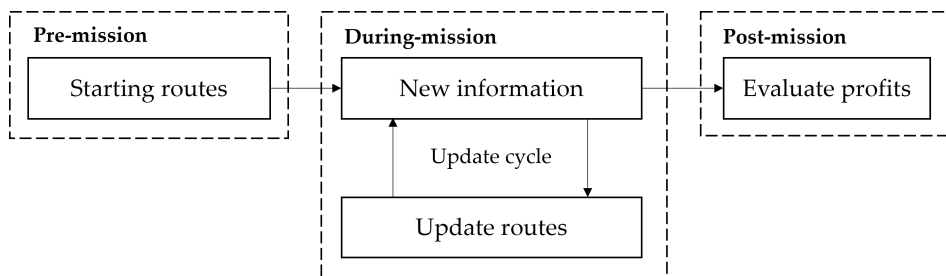 Pre-mission
Starting routes
During-mission
New information
Update cycle
Update routes
Post-mission
Evaluate profits